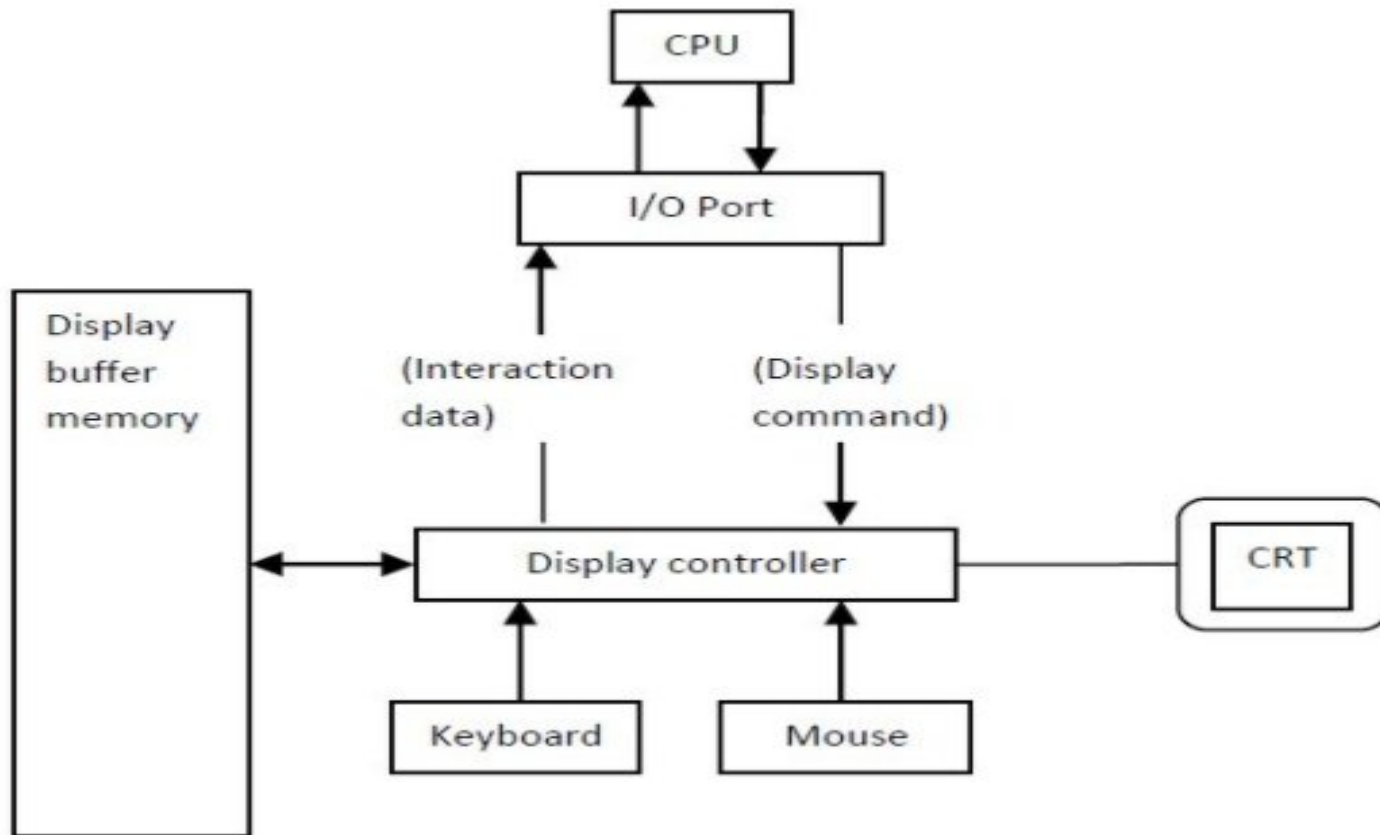 CPU
I/O Port
Display
buffer
memory
(Interaction
data)
(Display
command)
Display controller
CRT
Keyboard
Mouse